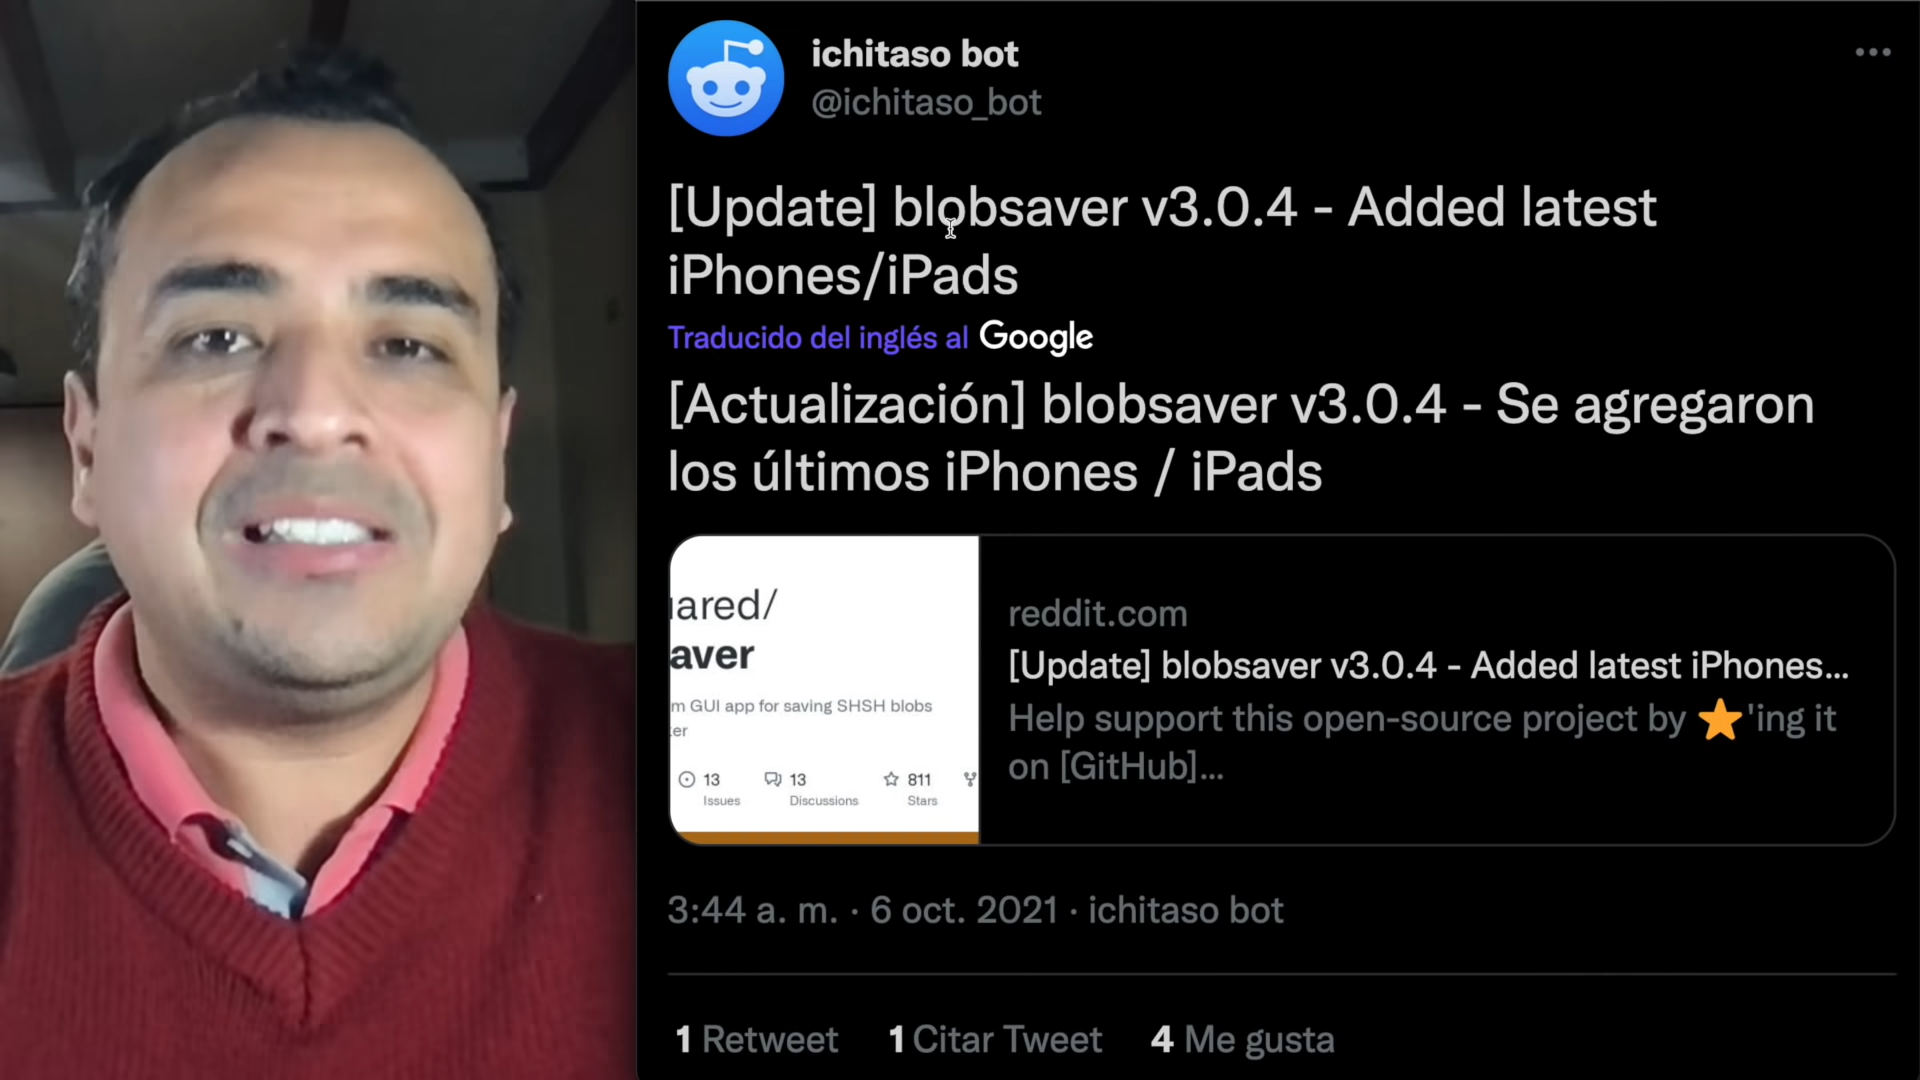 ichitaso bot
@ichitaso_bot
[Update] blobsaver v3.0.4 - Added latest
iPhones/iPads
Traducido del inglés al Google
[Actualización] blobsaver v3.0.4 - Se agregaron
los últimos iPhones / iPads
ared/
aver
m GUI app for saving SHSH blobs
er
13
Issues
13
Discussions
811
Stars
reddit.com
[Update] blobsaver v3.0.4 - Added latest iPhones...
Help support this open-source project by ⭐'ing it
on [GitHub]...
3:44 a. m. · 6 oct. 2021 · ichitaso bot
1 Retweet 1 Citar Tweet 4 Me gusta